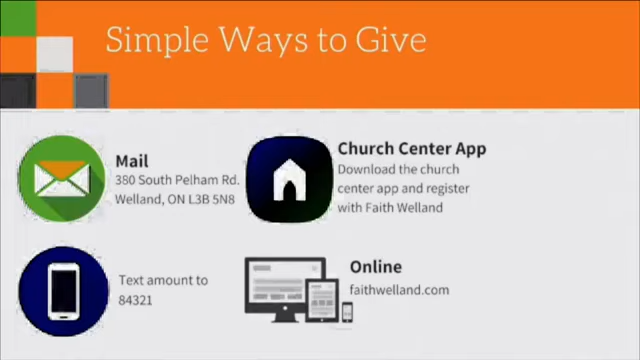 Simple Ways to Give
Mail
380 South Pelham Rd.
Welland, ON L3B 5N8
Church Center App
Download the church
center app and register
with Faith Welland
Text amount to
84321
Online
faithwelland.com